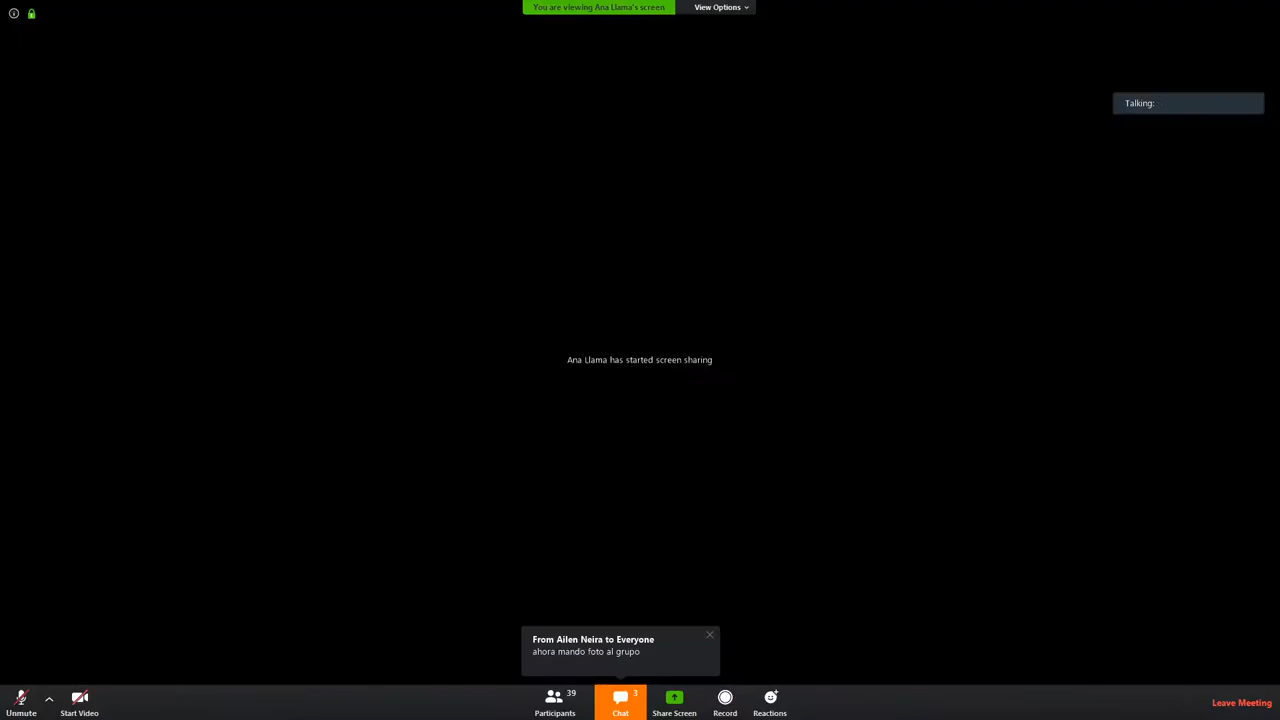 You are viewing Ana Llama's screen View Options
Talking:
Ana Llama has started screen sharing
From Ailen Neira to Everyone
ahora mando foto al grupo
39 3
Unmute Start Video Participants Chat Share Screen Record Reactions Leave Meeting